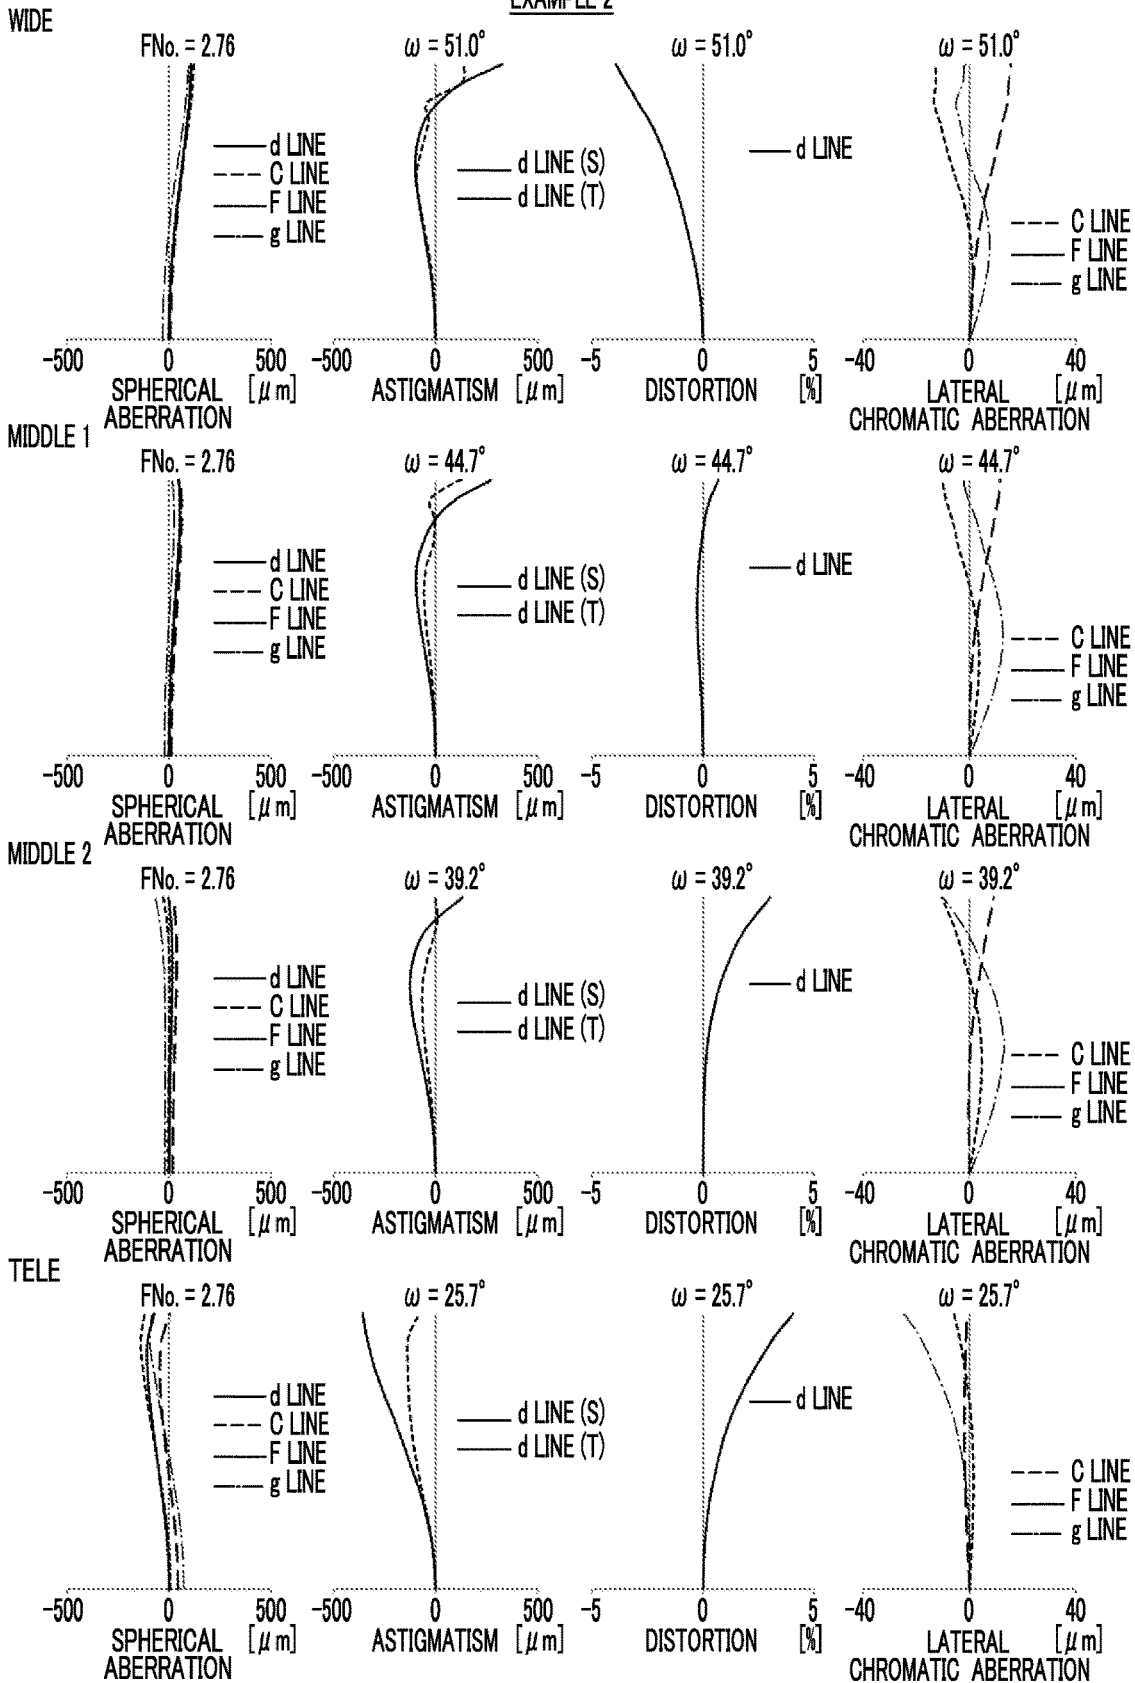 EXAMPLE 2
WIDE
FNo. = 2.76
ω = 51.0°
ω = 51.0°
ω = 51.0°
d LINE
C LINE
F LINE
g LINE
d LINE (S)
d LINE (T)
d LINE
C LINE
F LINE
g LINE
-500 0 500
-500 0 500
-5 0 5
-40 0 40
SPHERICAL [μm]
ABERRATION
ASTIGMATISM [μm]
DISTORTION [%]
LATERAL [μm]
CHROMATIC ABERRATION
MIDDLE 1
FNo. = 2.76
ω = 44.7°
ω = 44.7°
ω = 44.7°
d LINE
C LINE
F LINE
g LINE
d LINE (S)
d LINE (T)
d LINE
C LINE
F LINE
g LINE
-500 0 500
-500 0 500
-5 0 5
-40 0 40
SPHERICAL [μm]
ABERRATION
ASTIGMATISM [μm]
DISTORTION [%]
LATERAL [μm]
CHROMATIC ABERRATION
MIDDLE 2
FNo. = 2.76
ω = 39.2°
ω = 39.2°
ω = 39.2°
d LINE
C LINE
F LINE
g LINE
d LINE (S)
d LINE (T)
d LINE
C LINE
F LINE
g LINE
-500 0 500
-500 0 500
-5 0 5
-40 0 40
SPHERICAL [μm]
ABERRATION
ASTIGMATISM [μm]
DISTORTION [%]
LATERAL [μm]
CHROMATIC ABERRATION
TELE
FNo. = 2.76
ω = 25.7°
ω = 25.7°
ω = 25.7°
d LINE
C LINE
F LINE
g LINE
d LINE (S)
d LINE (T)
d LINE
C LINE
F LINE
g LINE
-500 0 500
-500 0 500
-5 0 5
-40 0 40
SPHERICAL [μm]
ABERRATION
ASTIGMATISM [μm]
DISTORTION [%]
LATERAL [μm]
CHROMATIC ABERRATION